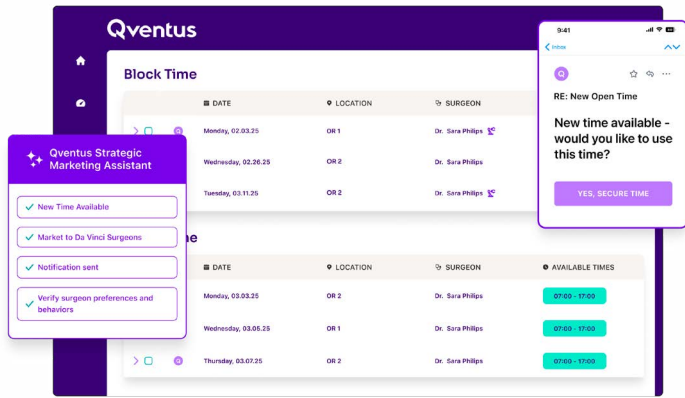 Qventus
Block Time
DATE
LOCATION
SURGEON
Q
Monday, 02.03.25
OR 1
Dr. Sara Philips
Wednesday, 02.26.25
OR 2
Dr. Sara Philips
Tuesday, 03.11.25
OR 2
Dr. Sara Philips
Qventus Strategic
Marketing Assistant
New Time Available
Market to Da Vinci Surgeons
Notification sent
Verify surgeon preferences and
behaviors
9:41
Inbox
Q
RE: New Open Time
New time available -
would you like to use
this time?
YES, SECURE TIME
DATE
LOCATION
SURGEON
AVAILABLE TIMES
Monday, 03.03.25
OR 2
Dr. Sara Philips
07:00 - 17:00
Wednesday, 03.05.25
OR 1
Dr. Sara Philips
07:00 - 17:00
Q
Thursday, 03.07.25
OR 2
Dr. Sara Philips
07:00 - 17:00